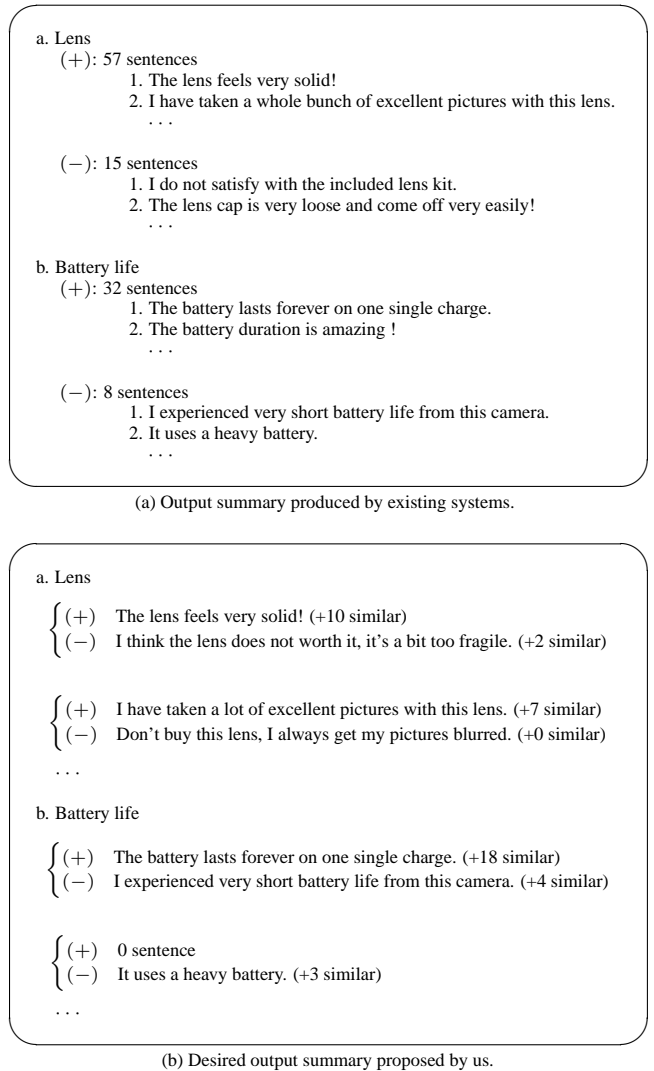 a. Lens
(+): 57 sentences
1. The lens feels very solid!
2. I have taken a whole bunch of excellent pictures with this lens.
. . .
(−): 15 sentences
1. I do not satisfy with the included lens kit.
2. The lens cap is very loose and come off very easily!
. . .
b. Battery life
(+): 32 sentences
1. The battery lasts forever on one single charge.
2. The battery duration is amazing !
. . .
(−): 8 sentences
1. I experienced very short battery life from this camera.
2. It uses a heavy battery.
. . .
(a) Output summary produced by existing systems.
a. Lens
(+) The lens feels very solid! (+10 similar)
(−) I think the lens does not worth it, it's a bit too fragile. (+2 similar)
(+) I have taken a lot of excellent pictures with this lens. (+7 similar)
(−) Don't buy this lens, I always get my pictures blurred. (+0 similar)
. . .
b. Battery life
(+) The battery lasts forever on one single charge. (+18 similar)
(−) I experienced very short battery life from this camera. (+4 similar)
(+) 0 sentence
(−) It uses a heavy battery. (+3 similar)
. . .
(b) Desired output summary proposed by us.